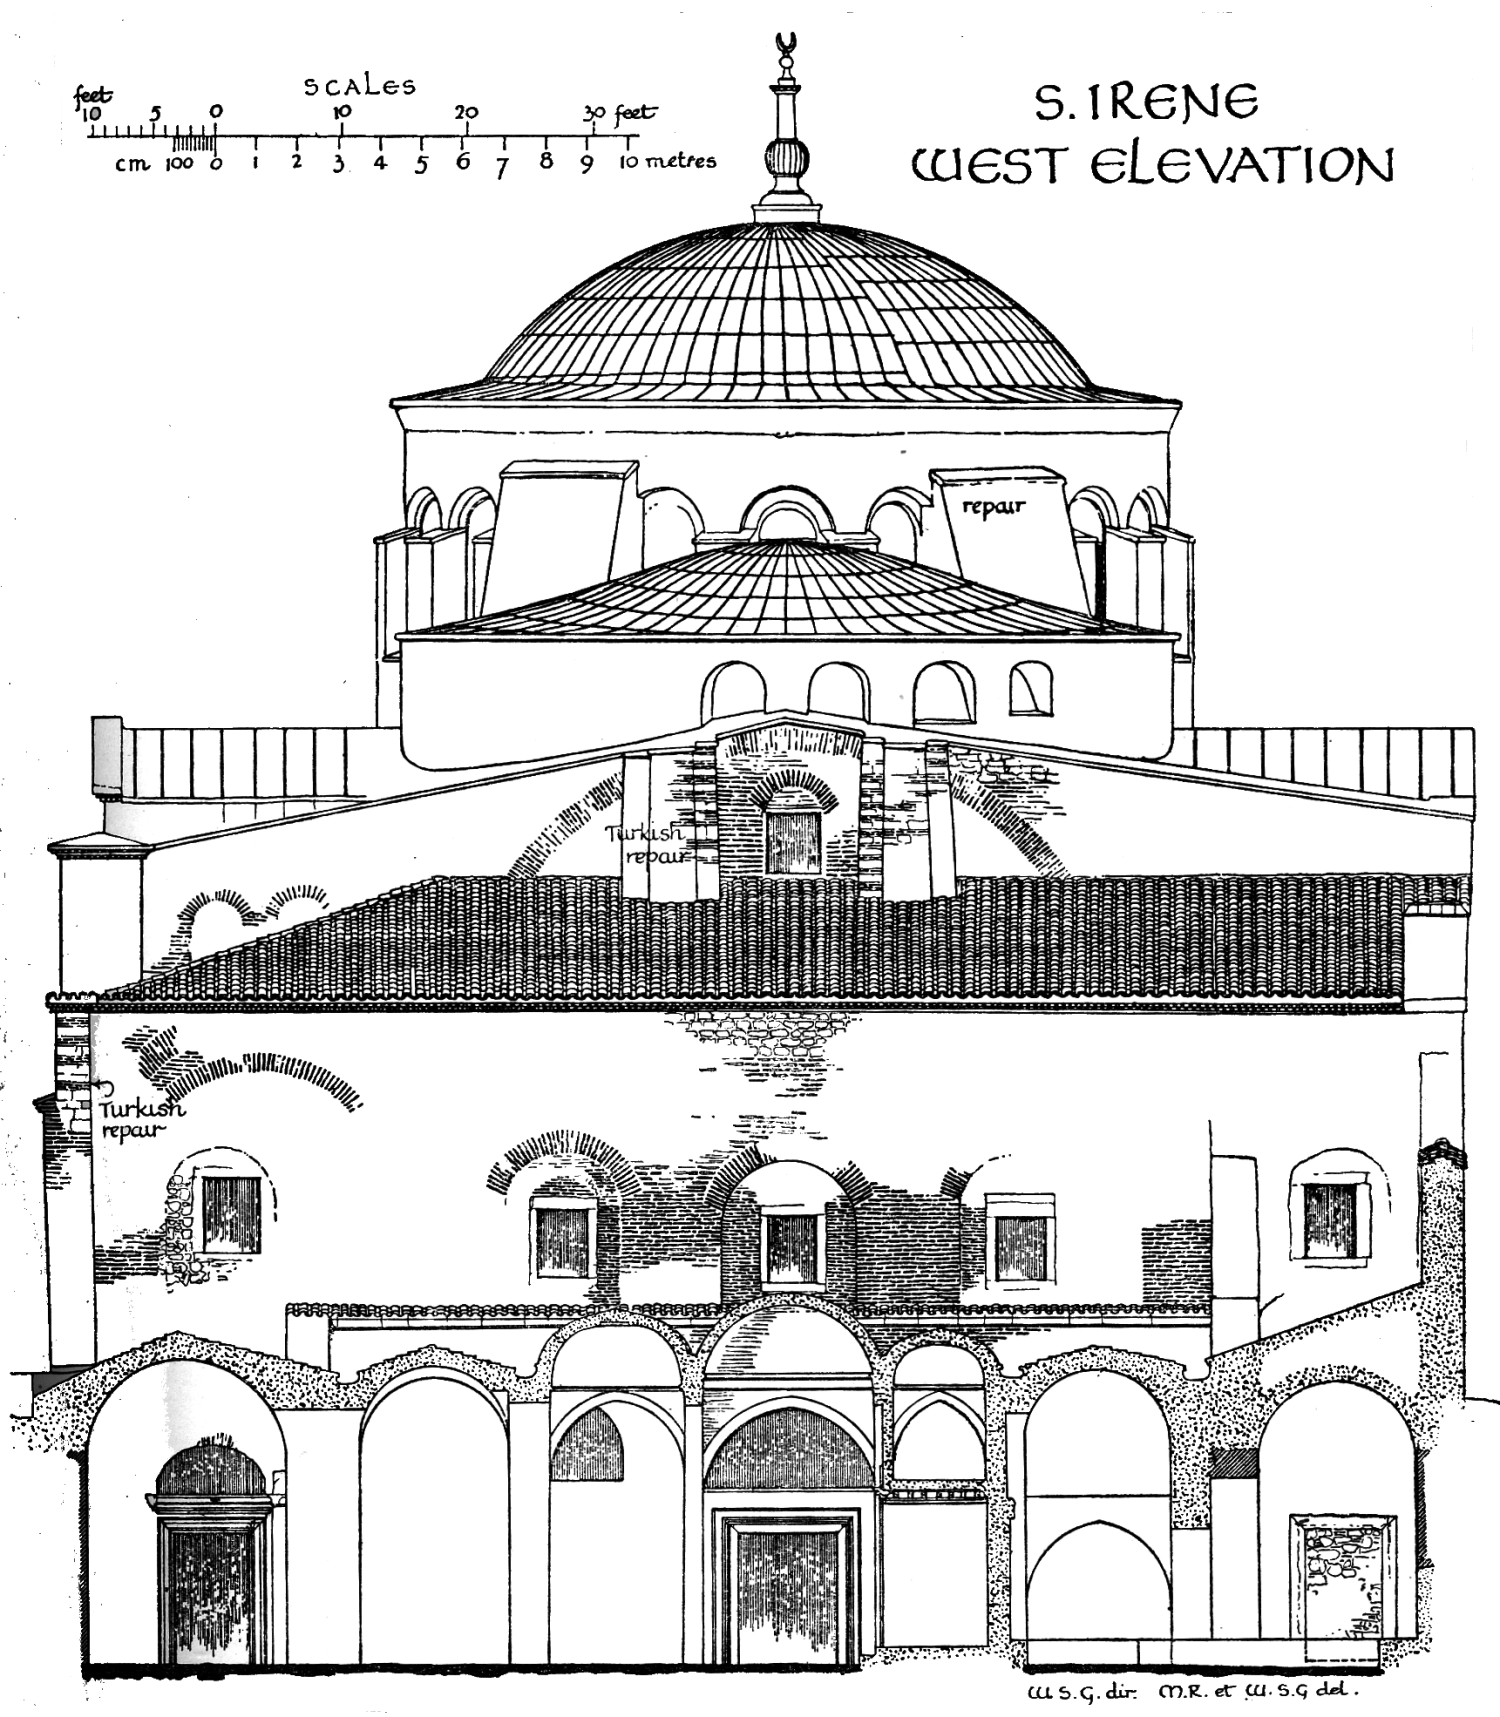 SCALES
feet
10 5 0 10 20 30 feet
cm 100 0 1 2 3 4 5 6 7 8 9 10 metres
S. IRENE
WEST ELEVATION
repair
Turkish
repair
Turkish
repair
W.S.G. dir. M.R. et W.S.G del.